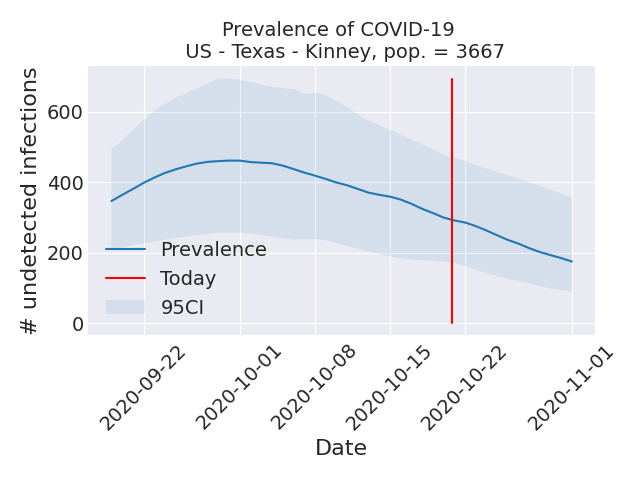 Prevalence of COVID-19
US - Texas - Kinney, pop. = 3667
# undetected infections
600
400
200
0
Prevalence
Today
95CI
2020-09-22
2020-10-01
2020-10-08
2020-10-15
2020-10-22
2020-11-01
Date